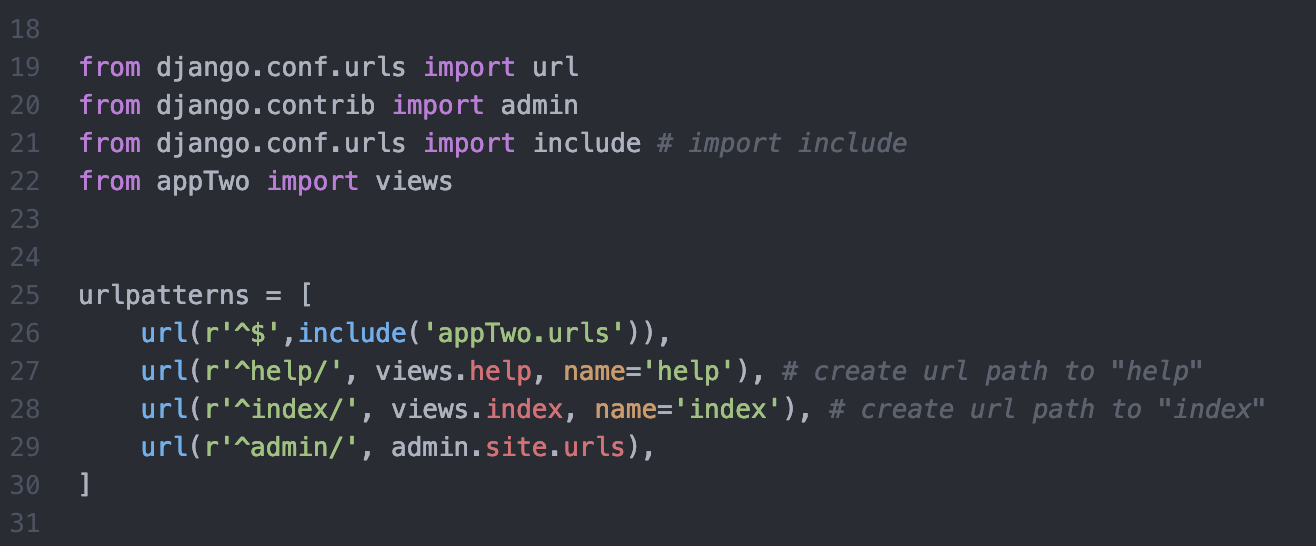 18
19 from django.conf.urls import url
20 from django.contrib import admin
21 from django.conf.urls import include # import include
22 from appTwo import views
23
24
25 urlpatterns = [
26     url(r'^$',include('appTwo.urls')),
27     url(r'^help/', views.help, name='help'), # create url path to "help"
28     url(r'^index/', views.index, name='index'), # create url path to "index"
29     url(r'^admin/', admin.site.urls),
30 ]
31